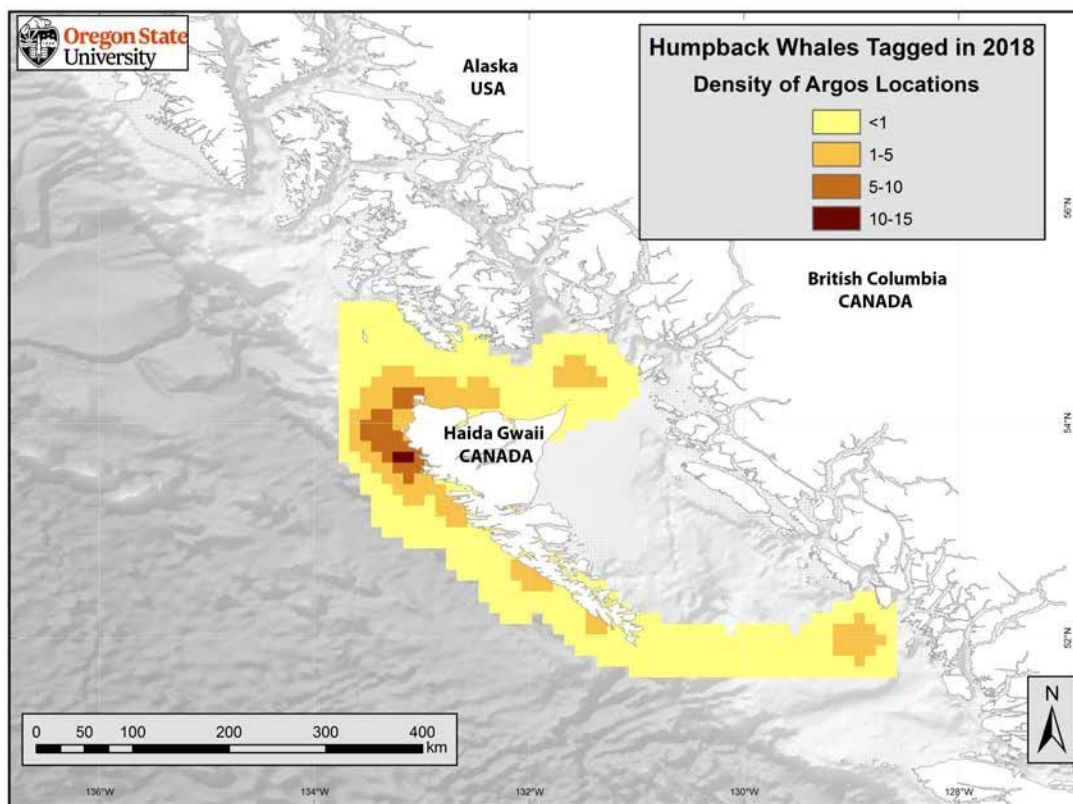 Oregon State
University
Humpback Whales Tagged in 2018
Density of Argos Locations
<1
1-5
5-10
10-15
Alaska
USA
56°N
British Columbia
CANADA
54°N
Haida Gwaii
CANADA
52°N
N
0 50 100 200 300 400
km
136°W 134°W 132°W 130°W 128°W